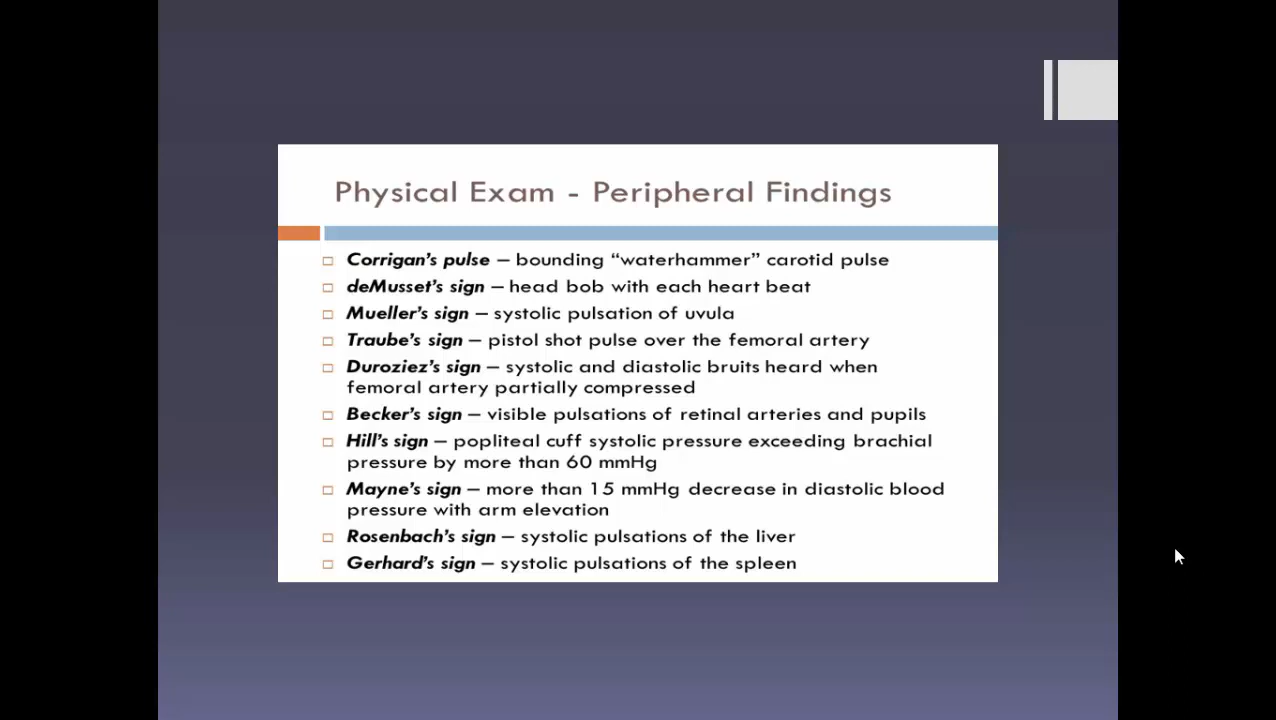 Physical Exam - Peripheral Findings
Corrigan's pulse – bounding “waterhammer” carotid pulse
deMusset's sign – head bob with each heart beat
Mueller's sign – systolic pulsation of uvula
Traube's sign – pistol shot pulse over the femoral artery
Duroziez's sign – systolic and diastolic bruits heard when
femoral artery partially compressed
Becker's sign – visible pulsations of retinal arteries and pupils
Hill's sign – popliteal cuff systolic pressure exceeding brachial
pressure by more than 60 mmHg
Mayne's sign – more than 15 mmHg decrease in diastolic blood
pressure with arm elevation
Rosenbach's sign – systolic pulsations of the liver
Gerhard's sign – systolic pulsations of the spleen